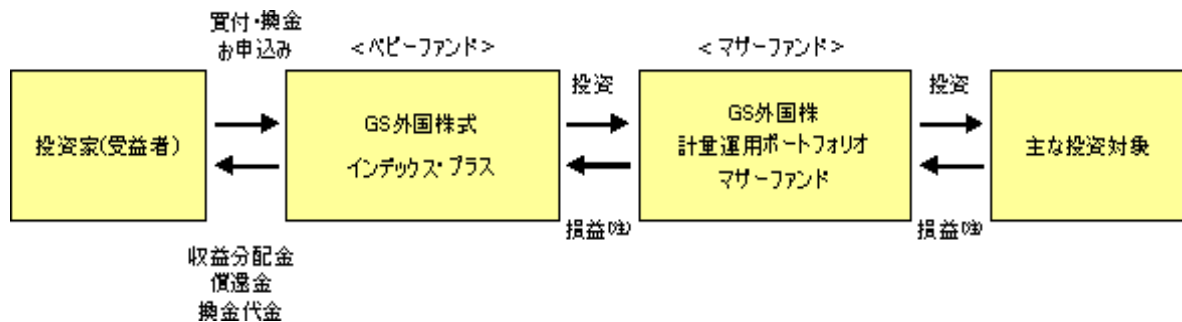 買付・換金
お申込み
<ベビーファンド>
<マザーファンド>
投資家(受益者)
GS外国株式
インデックス・プラス
投資
GS外国株
計量運用ポートフォリオ
マザーファンド
投資
主な投資対象
収益分配金
償還金
換金代金
損益(注)
損益(注)